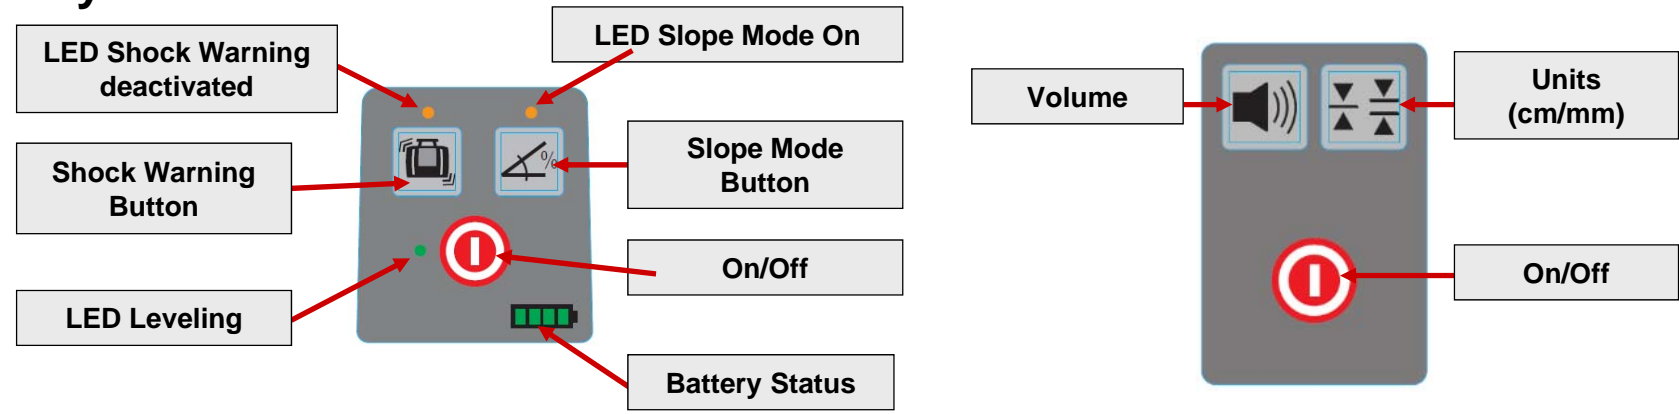 LED Shock Warning
deactivated
LED Slope Mode On
Shock Warning
Button
%
Slope Mode
Button
On/Off
LED Leveling
Battery Status
Volume
Units
(cm/mm)
On/Off